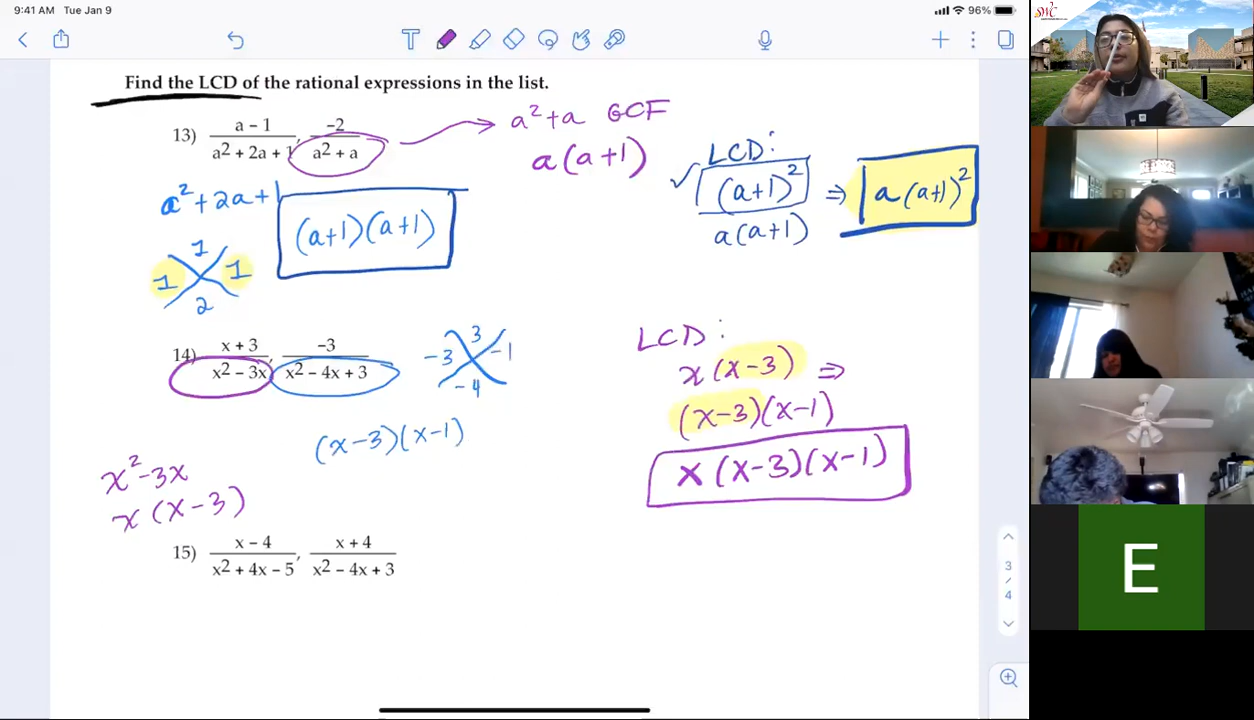 9:41 AM Tue Jan 9
96%
Find the LCD of the rational expressions in the list.
13) a - 1 / a2 + 2a + 1, -2 / a2 + a
a² + a GCF
a (a + 1)
LCD:
(a+1)² ⇒ a (a+1)²
a (a+1)
a² + 2a + 1
(a+1)(a+1)
1
1 1
2
14) x + 3 / x2 - 3x, -3 / x2 - 4x + 3
3
-3 -1
-4
(x-3)(x-1)
LCD:
x (x-3) ⇒
(x-3)(x-1)
x (x-3)(x-1)
x² - 3x
x (x-3)
15) x - 4 / x2 + 4x - 5, x + 4 / x2 - 4x + 3
3
/
4
SWC
E